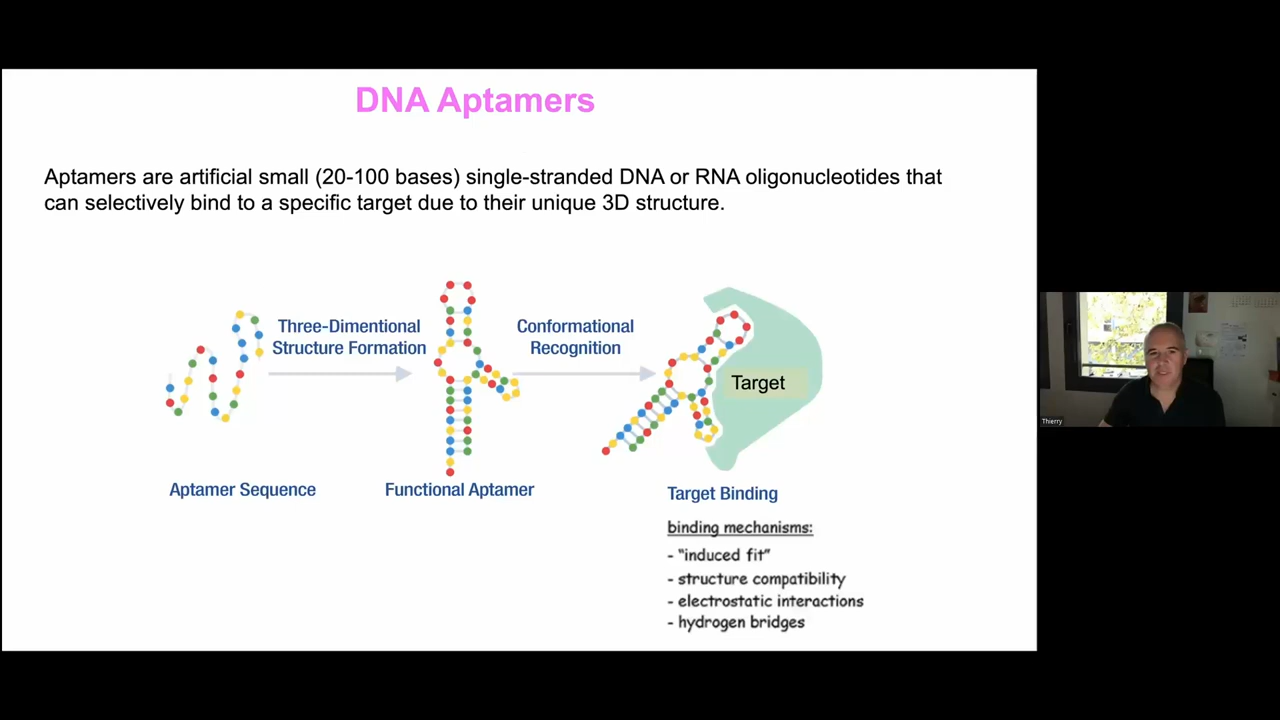 DNA Aptamers
Aptamers are artificial small (20-100 bases) single-stranded DNA or RNA oligonucleotides that
can selectively bind to a specific target due to their unique 3D structure.
Three-Dimentional
Structure Formation
Conformational
Recognition
Target
Aptamer Sequence
Functional Aptamer
Target Binding
binding mechanisms:
- "induced fit"
- structure compatibility
- electrostatic interactions
- hydrogen bridges
Thierry